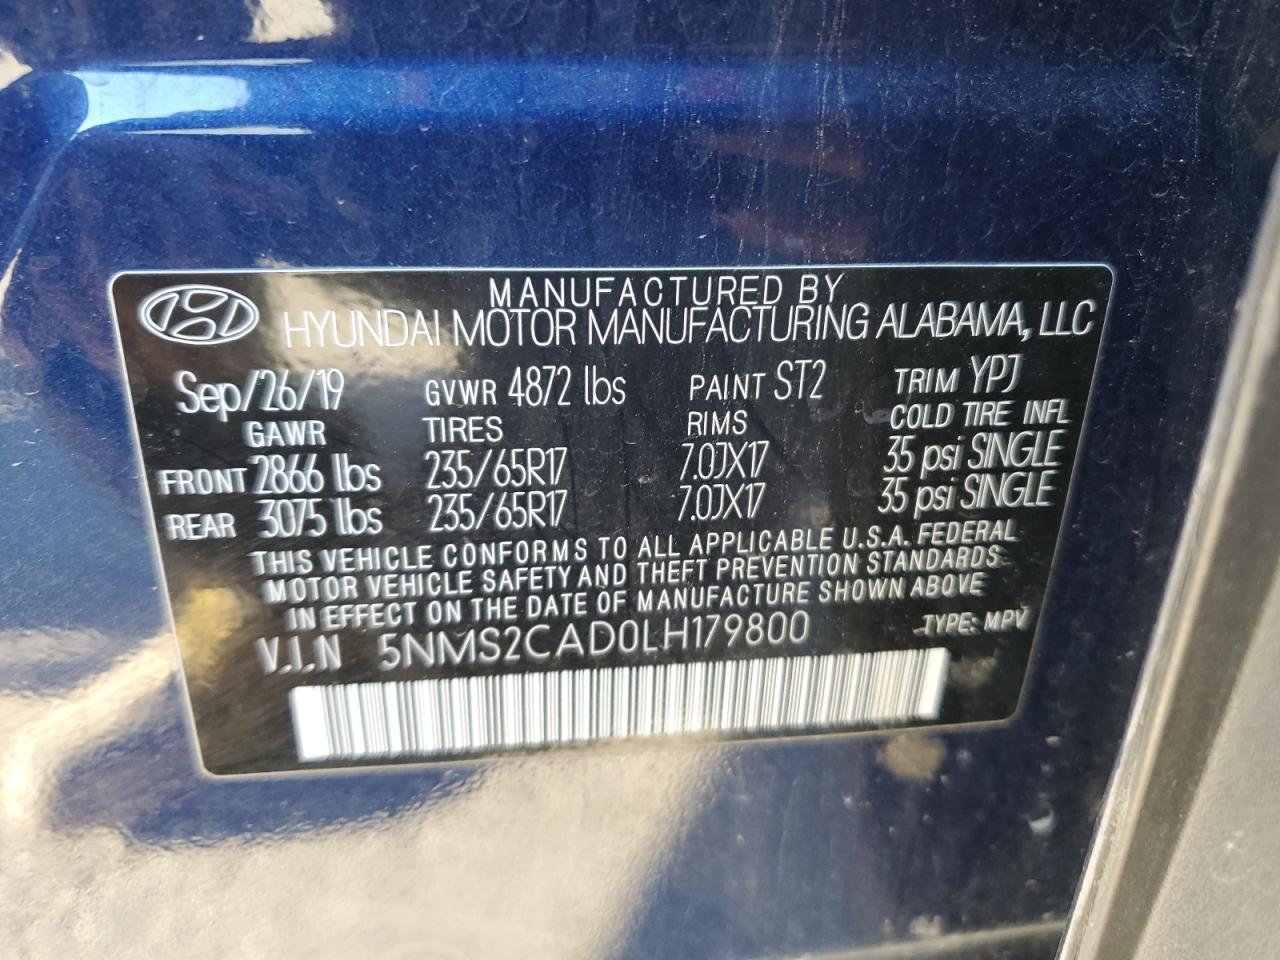 MANUFACTURED BY
HYUNDAI MOTOR MANUFACTURING ALABAMA, LLC
Sep/26/19 GVWR 4872 lbs PAINT ST2 TRIM YPJ
GAWR TIRES RIMS COLD TIRE INFL
FRONT 2866 lbs 235/65R17 7.0JX17 35 psi SINGLE
REAR 3075 lbs 235/65R17 7.0JX17 35 psi SINGLE
THIS VEHICLE CONFORMS TO ALL APPLICABLE U.S.A. FEDERAL
MOTOR VEHICLE SAFETY AND THEFT PREVENTION STANDARDS
IN EFFECT ON THE DATE OF MANUFACTURE SHOWN ABOVE
V.I.N 5NMS2CAD0LH179800 TYPE: MPV